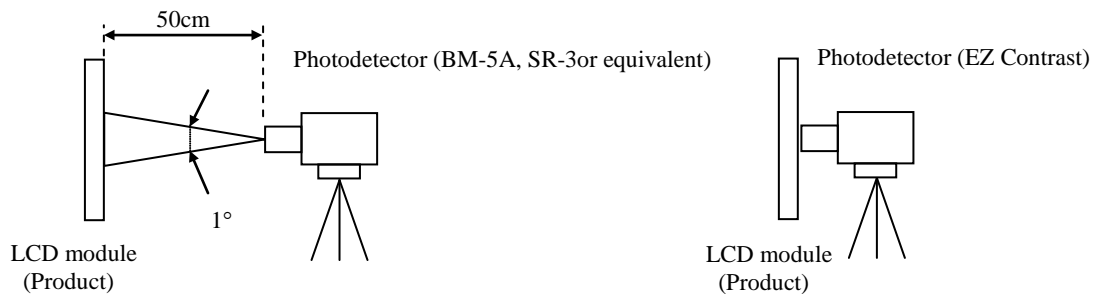 50cm
Photodetector (BM-5A, SR-3or equivalent)
1°
LCD module
(Product)
Photodetector (EZ Contrast)
LCD module
(Product)